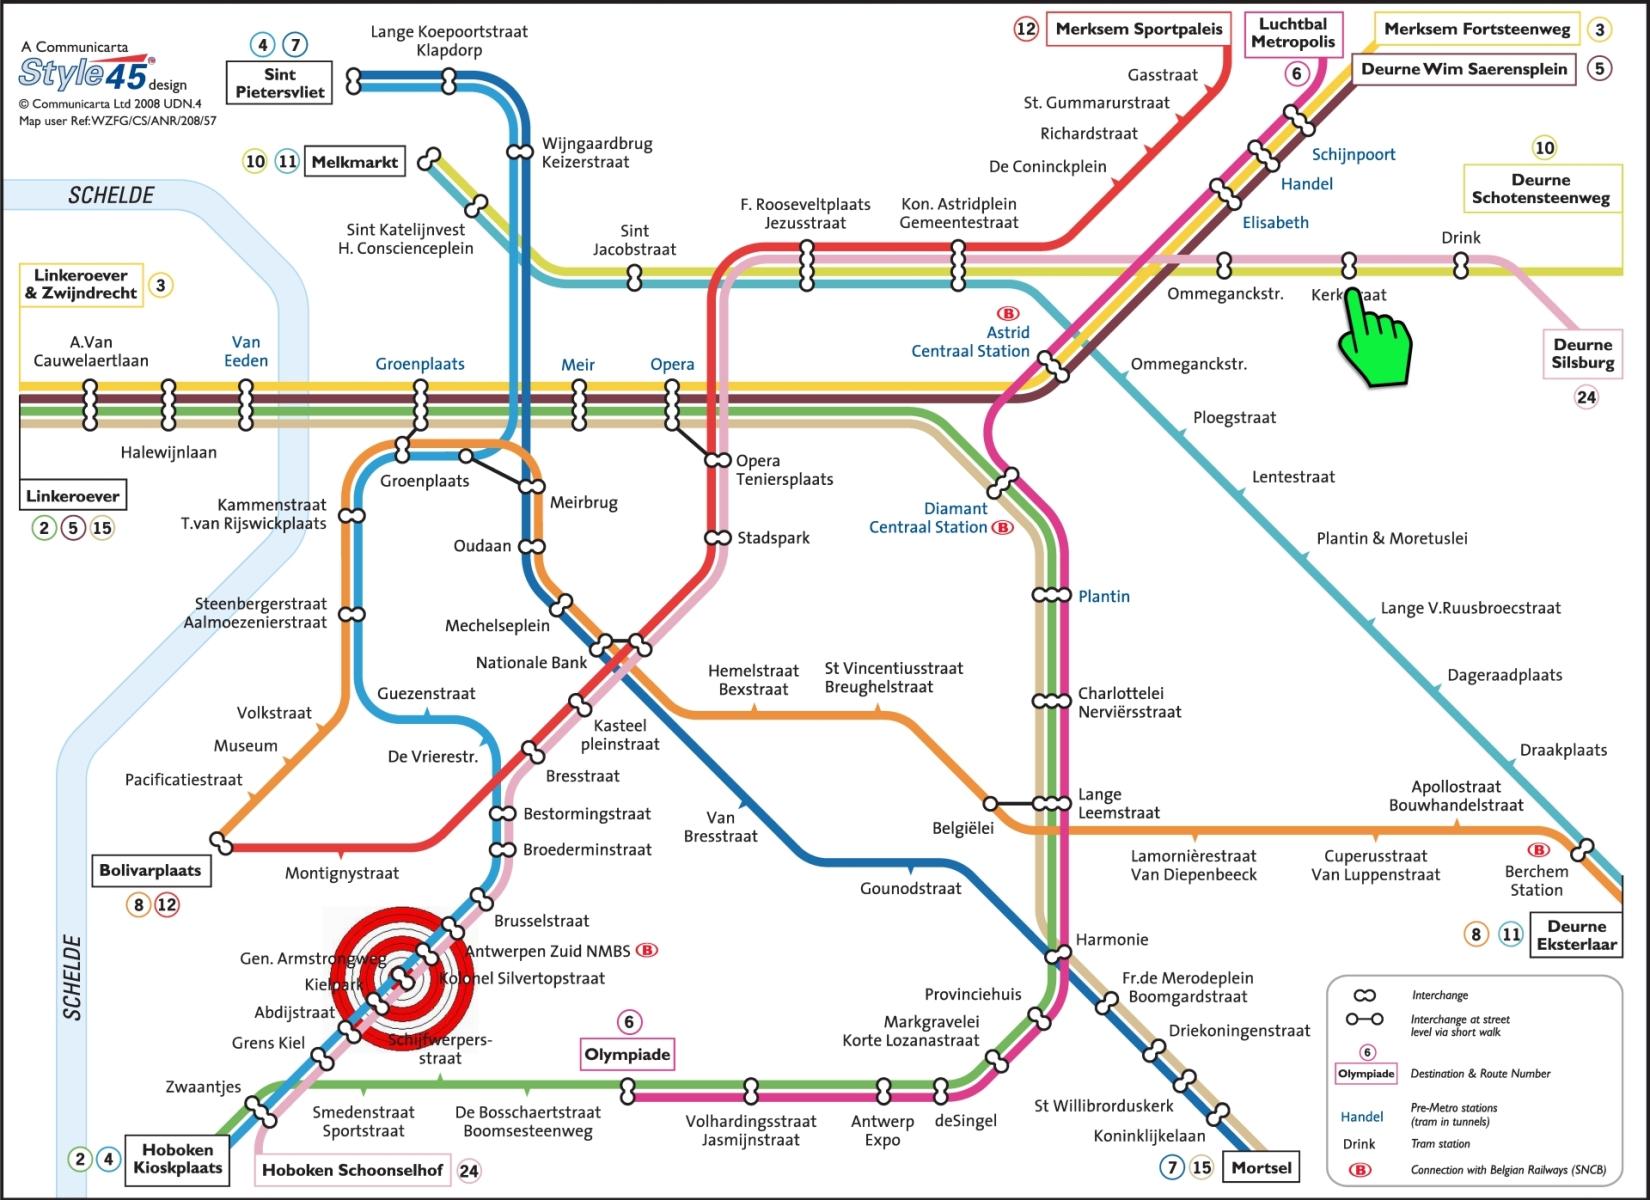 A Communicarta
Style45
design
© Communicarta Ltd 2008 UDN.4
Map user Ref:WZFG/CS/ANR/208/57
4 7
Sint
Pietersvliet
Lange Koepoortstraat
Klapdorp
Wijngaardbrug
Keizerstraat
10 11 Melkmarkt
SCHELDE
Sint Katelijnvest
H. Conscienceplein
Sint
Jacobstraat
F. Rooseveltplaats
Jezusstraat
Kon. Astridplein
Gemeentestraat
12 Merksem Sportpaleis
Gasstraat
St. Gummarurstraat
Richardstraat
De Coninckplein
Luchtbal
Metropolis
6
Merksem Fortsteenweg 3
Deurne Wim Saerensplein 5
Schijnpoort
Handel
Elisabeth
10
Deurne
Schotensteenweg
Drink
Ommeganckstr.
Deurne
Silsburg
24
Linkeroever
& Zwijndrecht
3
A.Van
Cauwelaertlaan
Van
Eeden
Groenplaats
Meir
Opera
B
Astrid
Centraal Station
Ommeganckstr.
Ploegstraat
Lentestraat
Plantin & Moretuslei
Lange V.Ruusbroecstraat
Dageraadplaats
Draakplaats
Halewijnlaan
Linkeroever
2 5 15
Groenplaats
Kammenstraat
T.van Rijswickplaats
Meirbrug
Oudaan
Opera
Teniersplaats
Stadspark
Diamant
Centraal Station B
Plantin
Steenbergerstraat
Aalmoezenierstraat
Mechelseplein
Nationale Bank
Hemelstraat
Bexstraat
St Vincentiusstraat
Breughelstraat
Charlottelei
Nerviërsstraat
Guezenstraat
Volkstraat
Museum
Pacificatiestraat
De Vrierestr.
Kasteel
pleinstraat
Bresstraat
Bestormingstraat
Broederminstraat
Van
Bresstraat
Belgiëlei
Lange
Leemstraat
Apollostraat
Bouwhandelstraat
Lamornièrestraat
Van Diepenbeeck
Cuperusstraat
Van Luppenstraat
B
Berchem
Station
8 11
Deurne
Eksterlaar
Bolivarplaats
8 12
Montignystraat
Gounodstraat
Brusselstraat
Antwerpen Zuid NMBS B
Gen. Armstrongweg
Kolonel Silvertopstraat
Kielpark
Abdijstraat
Grens Kiel
Schijfwerpers-
straat
Zwaantjes
SCHELDE
Harmonie
Fr.de Merodeplein
Boomgardstraat
Driekoningenstraat
Provinciehuis
Markgravelei
Korte Lozanastraat
6
Olympiade
Smedenstraat
Sportstraat
De Bosschaertstraat
Boomsesteenweg
Volhardingsstraat
Jasmijnstraat
Antwerp
Expo
deSingel
St Willibrorduskerk
Koninklijkelaan
2 4
Hoboken
Kioskplaats
Hoboken Schoonselhof 24
7 15 Mortsel
Interchange
Interchange at street
level via short walk
6
Olympiade
Destination & Route Number
Handel
Pre-Metro stations
(tram in tunnels)
Drink
Tram station
B
Connection with Belgian Railways (SNCB)